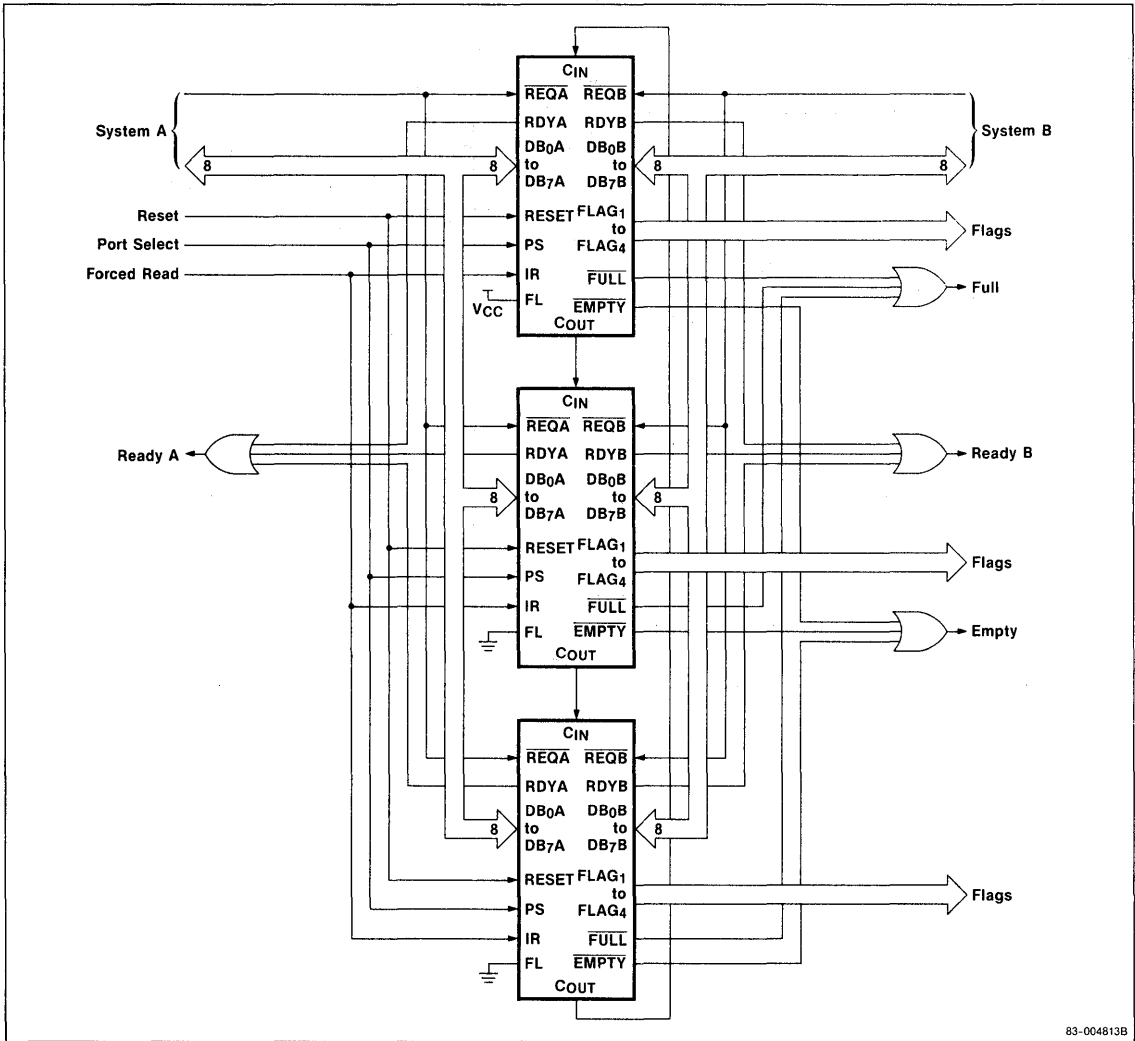 CIN
REQA REQB
System A
RDYA RDYB
System B
DB0A DB0B
8 8 to to 8 8
DB7A DB7B
Reset
RESET FLAG1
to
Flags
Port Select
PS FLAG4
Forced Read
IR FULL
Full
FL EMPTY
VCC
COUT
CIN
REQA REQB
Ready A
RDYA RDYB
Ready B
DB0A DB0B
8 to to 8
DB7A DB7B
RESET FLAG1
to
Flags
PS FLAG4
IR FULL
FL EMPTY
Empty
COUT
CIN
REQA REQB
RDYA RDYB
DB0A DB0B
8 to to 8
DB7A DB7B
RESET FLAG1
to
Flags
PS FLAG4
IR FULL
FL EMPTY
COUT
83-004813B